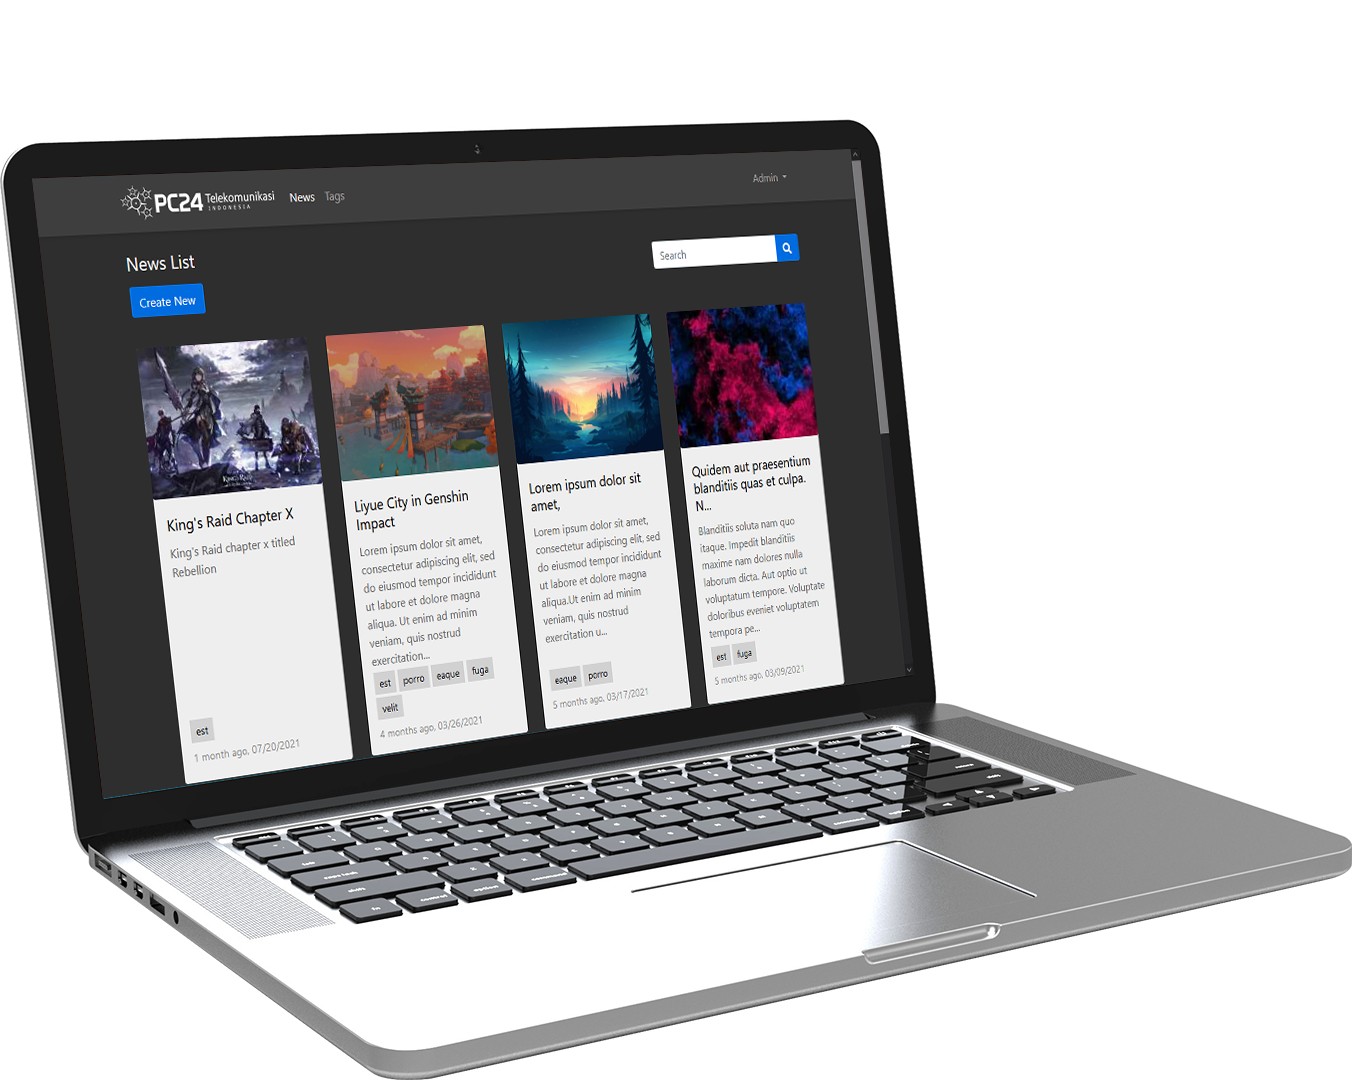 PC24 Telekomunikasi
INDONESIA
News Tags
Admin
News List
Search
Create New
KING'S RAID
King's Raid Chapter X
King's Raid chapter x titled
Rebellion
est
1 month ago, 07/20/2021
Liyue City in Genshin
Impact
Lorem ipsum dolor sit amet,
consectetur adipiscing elit, sed
do eiusmod tempor incididunt
ut labore et dolore magna
aliqua. Ut enim ad minim
veniam, quis nostrud
exercitation...
est porro eaque fuga
velit
4 months ago, 03/26/2021
Lorem ipsum dolor sit
amet,
Lorem ipsum dolor sit amet,
consectetur adipiscing elit, sed
do eiusmod tempor incididunt
ut labore et dolore magna
aliqua.Ut enim ad minim
veniam, quis nostrud
exercitation u...
eaque porro
5 months ago, 03/17/2021
Quidem aut praesentium
blanditiis quas et culpa.
N...
Blanditiis soluta nam quo
itaque. Impedit blanditiis
maxime nam dolores nulla
laborum dicta. Aut optio ut
voluptatum tempore. Voluptate
doloribus eveniet voluptatem
tempora pe...
est fuga
5 months ago, 03/09/2021